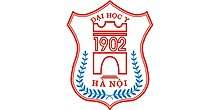 ĐẠI HỌC Y
1902
HÀ NỘI